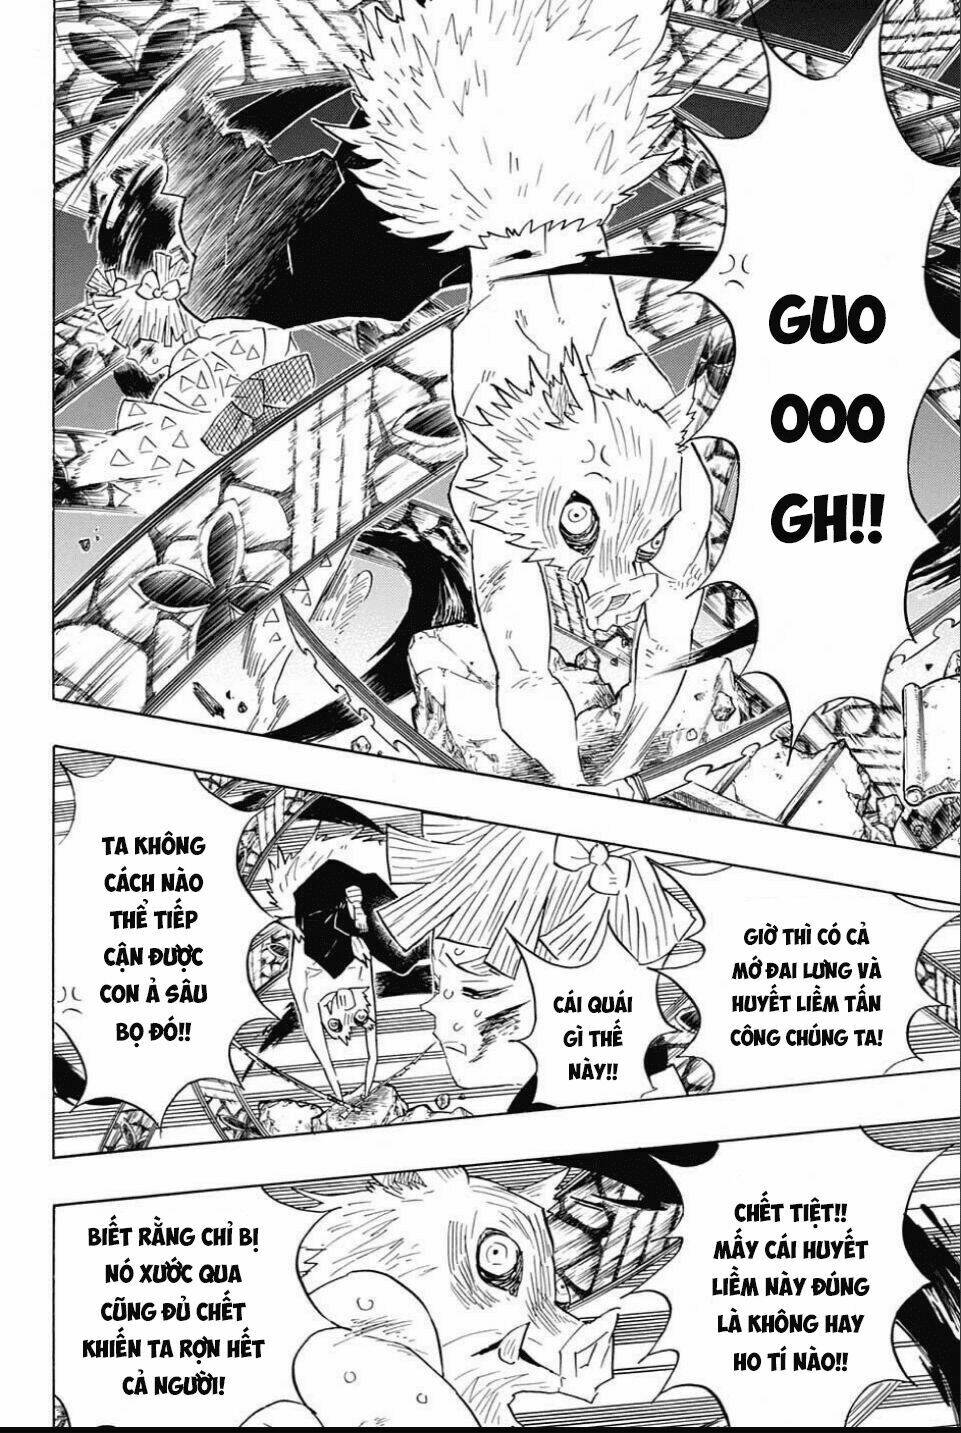 GUO
OOO
GH!!
GIỜ THÌ CÓ CẢ
MỚ ĐAI LƯNG VÀ
HUYẾT LIỀM TẤN
CÔNG CHÚNG TA!
CÁI QUÁI
GÌ THẾ
NÀY!!
TA KHÔNG
CÁCH NÀO
THỂ TIẾP
CẬN ĐƯỢC
CON Ả SÂU
BỌ ĐÓ!!
CHẾT TIỆT!!
MẤY CÁI HUYẾT
LIỀM NÀY ĐÚNG
LÀ KHÔNG HAY
HO TÍ NÀO!!
BIẾT RẰNG CHỈ BỊ
NÓ XƯỚC QUA
CŨNG ĐỦ CHẾT
KHIẾN TA RỢN HẾT
CẢ NGƯỜI!